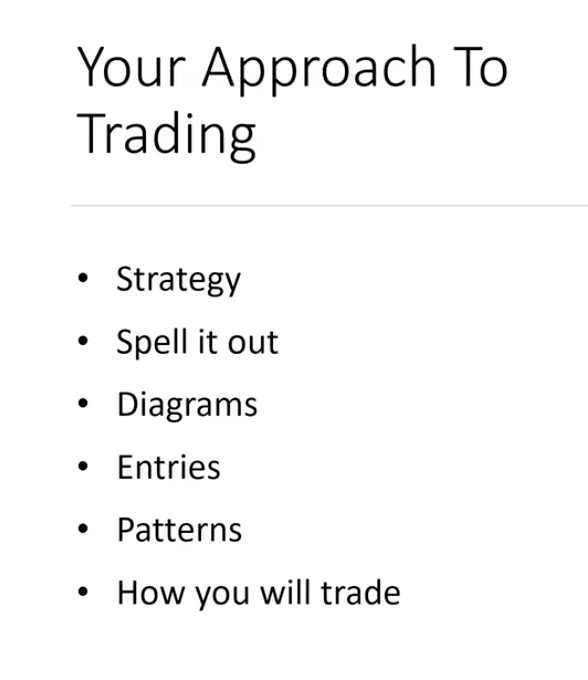 Your Approach To
Trading
• Strategy
• Spell it out
• Diagrams
• Entries
• Patterns
• How you will trade